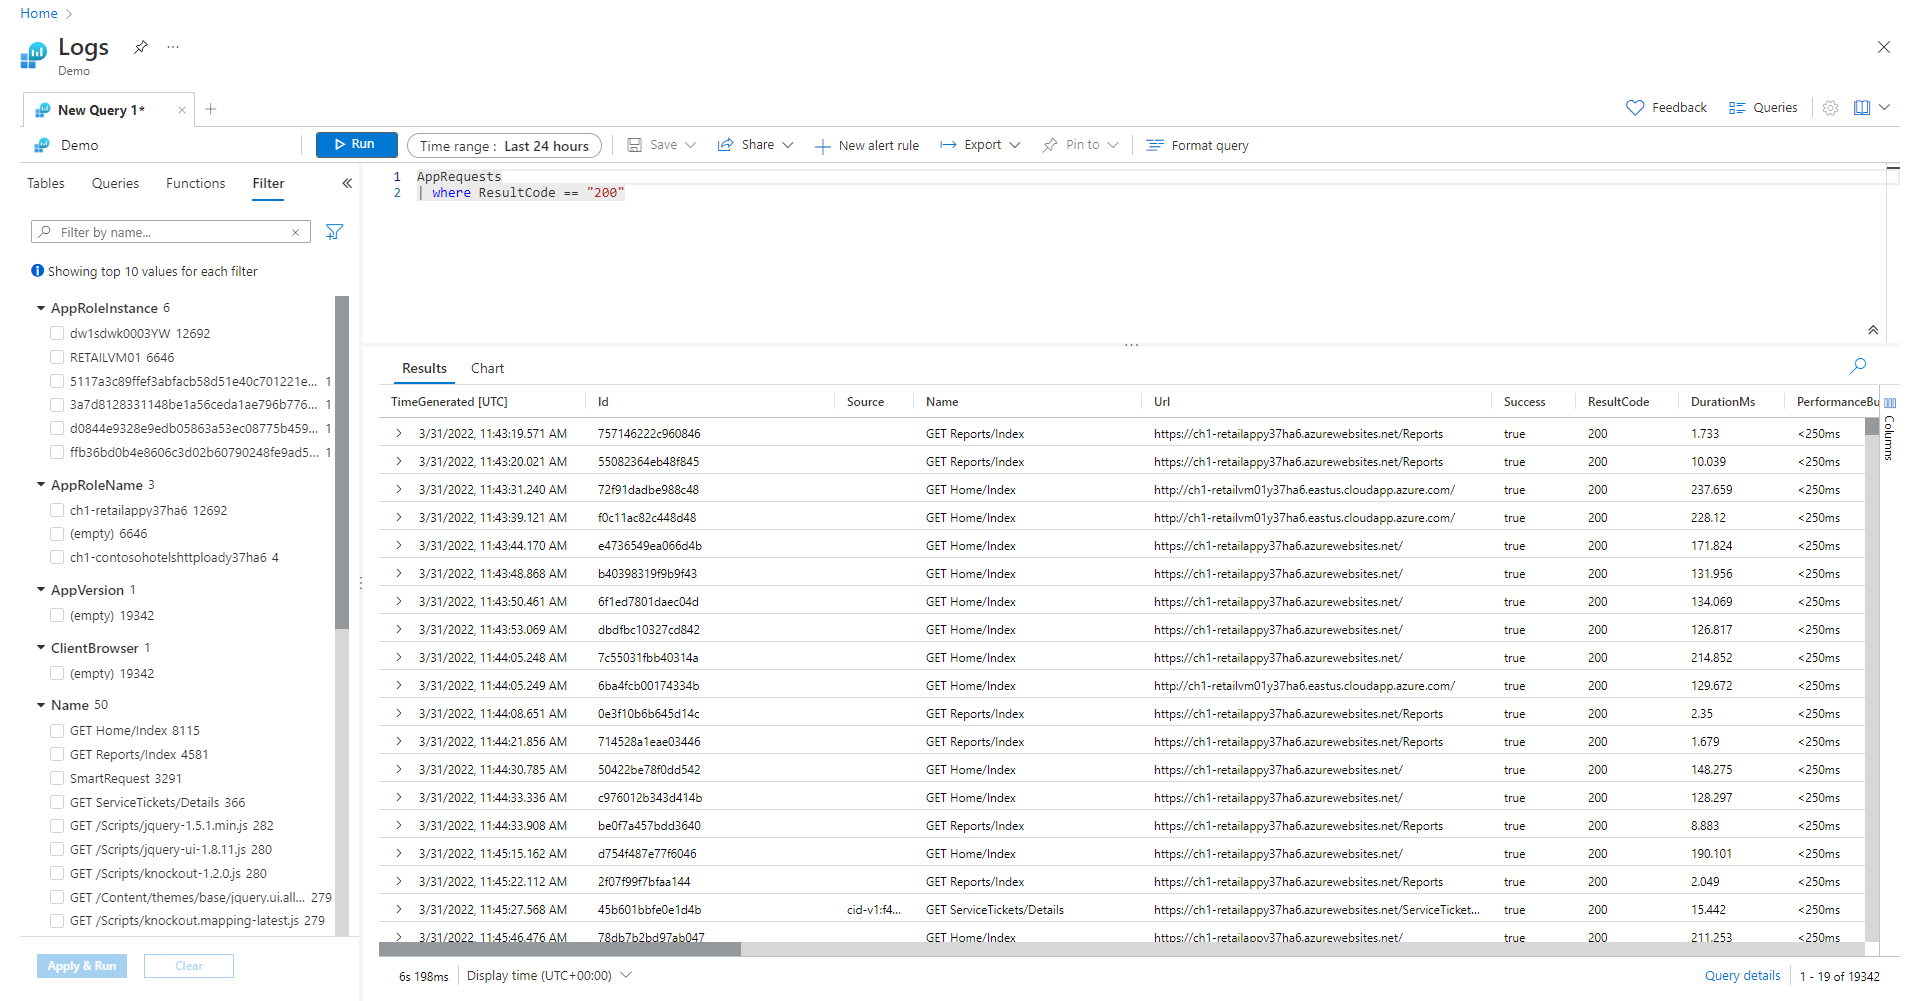 Home
Logs
Demo
New Query 1*
Feedback
Queries
Demo
Run
Time range : Last 24 hours
Save
Share
New alert rule
Export
Pin to
Format query
Tables Queries Functions Filter
1 AppRequests
2 | where ResultCode == "200"
Filter by name...
Showing top 10 values for each filter
AppRoleInstance 6
dw1sdwk0003YW 12692
RETAILVM01 6646
5117a3c89ffef3abfacb58d51e40c701221e... 1
3a7d8128331148be1a56ceda1ae796b776... 1
d0844e9328e9edb05863a53ec08775b459... 1
ffb36bd0b4e8606c3d02b60790248fe9ad5... 1
AppRoleName 3
ch1-retailappy37ha6 12692
(empty) 6646
ch1-contosohotelshttploady37ha6 4
AppVersion 1
(empty) 19342
ClientBrowser 1
(empty) 19342
Name 50
GET Home/Index 8115
GET Reports/Index 4581
SmartRequest 3291
GET ServiceTickets/Details 366
GET /Scripts/jquery-1.5.1.min.js 282
GET /Scripts/jquery-ui-1.8.11.js 280
GET /Scripts/knockout-1.2.0.js 280
GET /Content/themes/base/jquery.ui.all... 279
GET /Scripts/knockout.mapping-latest.js 279
Apply & Run Clear
Results Chart
TimeGenerated [UTC] Id Source Name Url Success ResultCode DurationMs PerformanceBu
3/31/2022, 11:43:19.571 AM 757146222c960846 GET Reports/Index https://ch1-retailappy37ha6.azurewebsites.net/Reports true 200 1.733 <250ms
3/31/2022, 11:43:20.021 AM 55082364eb48f845 GET Reports/Index https://ch1-retailappy37ha6.azurewebsites.net/Reports true 200 10.039 <250ms
3/31/2022, 11:43:31.240 AM 72f91dadbe988c48 GET Home/Index http://ch1-retailvm01y37ha6.eastus.cloudapp.azure.com/ true 200 237.659 <250ms
3/31/2022, 11:43:39.121 AM f0c11ac82c448d48 GET Home/Index http://ch1-retailvm01y37ha6.eastus.cloudapp.azure.com/ true 200 228.12 <250ms
3/31/2022, 11:43:44.170 AM e4736549ea066d4b GET Home/Index https://ch1-retailappy37ha6.azurewebsites.net/ true 200 171.824 <250ms
3/31/2022, 11:43:48.868 AM b40398319f9b9f43 GET Home/Index https://ch1-retailappy37ha6.azurewebsites.net/ true 200 131.956 <250ms
3/31/2022, 11:43:50.461 AM 6f1ed7801daec04d GET Home/Index https://ch1-retailappy37ha6.azurewebsites.net/ true 200 134.069 <250ms
3/31/2022, 11:43:53.069 AM dbdfbc10327cd842 GET Home/Index https://ch1-retailappy37ha6.azurewebsites.net/ true 200 126.817 <250ms
3/31/2022, 11:44:05.248 AM 7c55031fbb40314a GET Home/Index https://ch1-retailappy37ha6.azurewebsites.net/ true 200 214.852 <250ms
3/31/2022, 11:44:05.249 AM 6ba4fcb00174334b GET Home/Index http://ch1-retailvm01y37ha6.eastus.cloudapp.azure.com/ true 200 129.672 <250ms
3/31/2022, 11:44:08.651 AM 0e3f10b6b645d14c GET Reports/Index https://ch1-retailappy37ha6.azurewebsites.net/Reports true 200 2.35 <250ms
3/31/2022, 11:44:21.856 AM 714528a1eae03446 GET Reports/Index https://ch1-retailappy37ha6.azurewebsites.net/Reports true 200 1.679 <250ms
3/31/2022, 11:44:30.785 AM 50422be78f0dd542 GET Home/Index https://ch1-retailappy37ha6.azurewebsites.net/ true 200 148.275 <250ms
3/31/2022, 11:44:33.336 AM c976012b343d414b GET Home/Index https://ch1-retailappy37ha6.azurewebsites.net/ true 200 128.297 <250ms
3/31/2022, 11:44:33.908 AM be0f7a457bdd3640 GET Reports/Index https://ch1-retailappy37ha6.azurewebsites.net/Reports true 200 8.883 <250ms
3/31/2022, 11:45:15.162 AM d754f487e77f6046 GET Home/Index https://ch1-retailappy37ha6.azurewebsites.net/ true 200 190.101 <250ms
3/31/2022, 11:45:22.112 AM 2f07f99f7bfaa144 GET Reports/Index https://ch1-retailappy37ha6.azurewebsites.net/Reports true 200 2.049 <250ms
3/31/2022, 11:45:27.568 AM 45b601bbfe0e1d4b cid-v1:f4... GET ServiceTickets/Details https://ch1-retailappy37ha6.azurewebsites.net/ServiceTicket... true 200 15.442 <250ms
3/31/2022, 11:45:46.476 AM 78db7b2bd97ab047 GET Home/Index https://ch1-retailappy37ha6.azurewebsites.net/ true 200 211.253 <250ms
Columns
6s 198ms Display time (UTC+00:00) Query details 1 - 19 of 19342